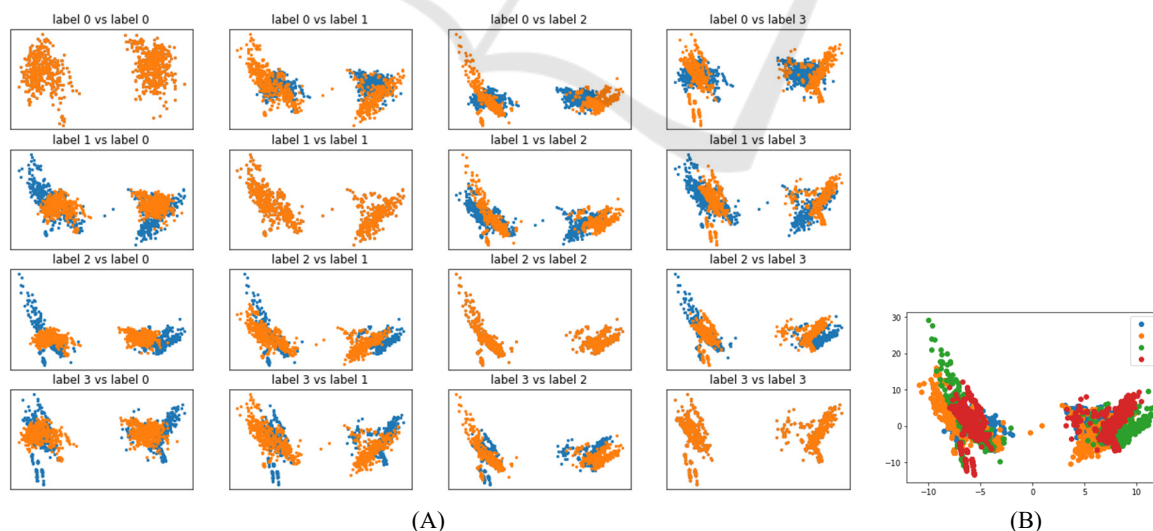 label 0 vs label 0
label 0 vs label 1
label 0 vs label 2
label 0 vs label 3
label 1 vs label 0
label 1 vs label 1
label 1 vs label 2
label 1 vs label 3
label 2 vs label 0
label 2 vs label 1
label 2 vs label 2
label 2 vs label 3
label 3 vs label 0
label 3 vs label 1
label 3 vs label 2
label 3 vs label 3
30
20
10
0
−10
−10
−5
0
5
10
(A)
(B)